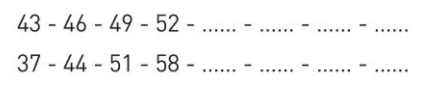 43 - 46 - 49 - 52 - ...... - ...... - ...... - ......
37 - 44 - 51 - 58 - ...... - ...... - ...... - ......